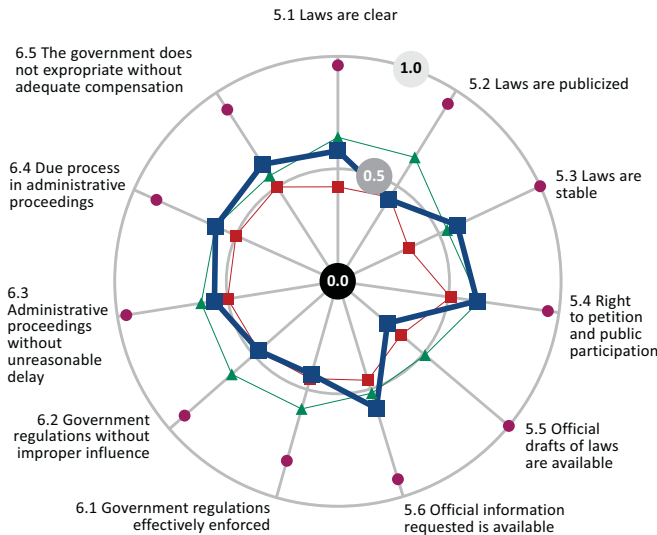 5.1 Laws are clear
1.0
5.2 Laws are publicized
5.3 Laws are
stable
5.4 Right
to petition
and public
participation
5.5 Official
drafts of laws
are available
5.6 Official information
requested is available
6.1 Government regulations
effectively enforced
6.2 Government
regulations without
improper influence
6.3
Administrative
proceedings
without
unreasonable
delay
6.4 Due process
in administrative
proceedings
6.5 The government does
not expropriate without
adequate compensation
0.5
0.0